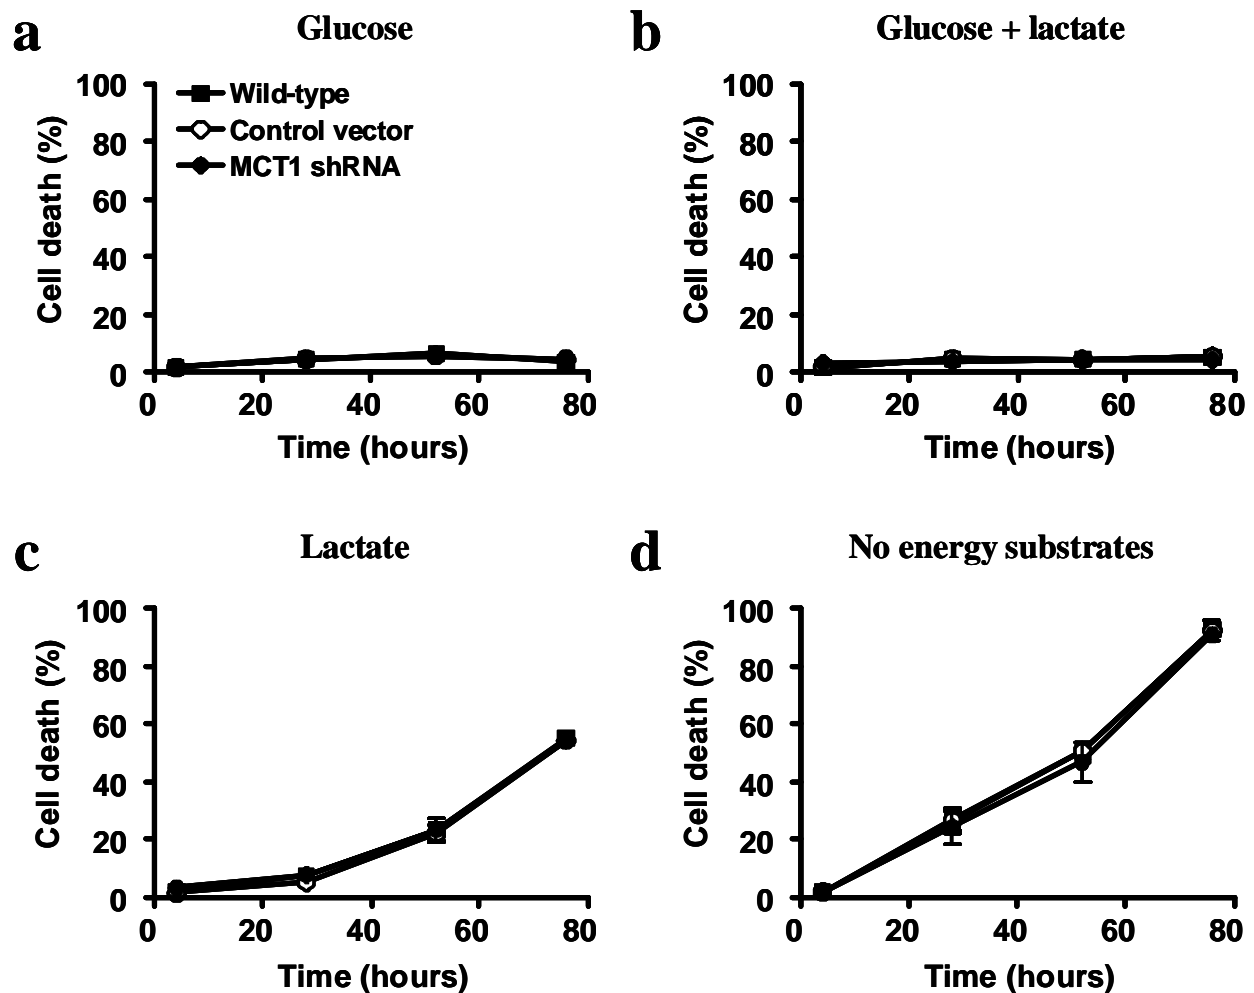 a Glucose
100
80
60
40
20
0
Cell death (%)
Wild-type
Control vector
MCT1 shRNA
0 20 40 60 80
Time (hours)
b Glucose + lactate
100
80
60
40
20
0
Cell death (%)
0 20 40 60 80
Time (hours)
c Lactate
100
80
60
40
20
0
Cell death (%)
0 20 40 60 80
Time (hours)
d No energy substrates
100
80
60
40
20
0
Cell death (%)
0 20 40 60 80
Time (hours)